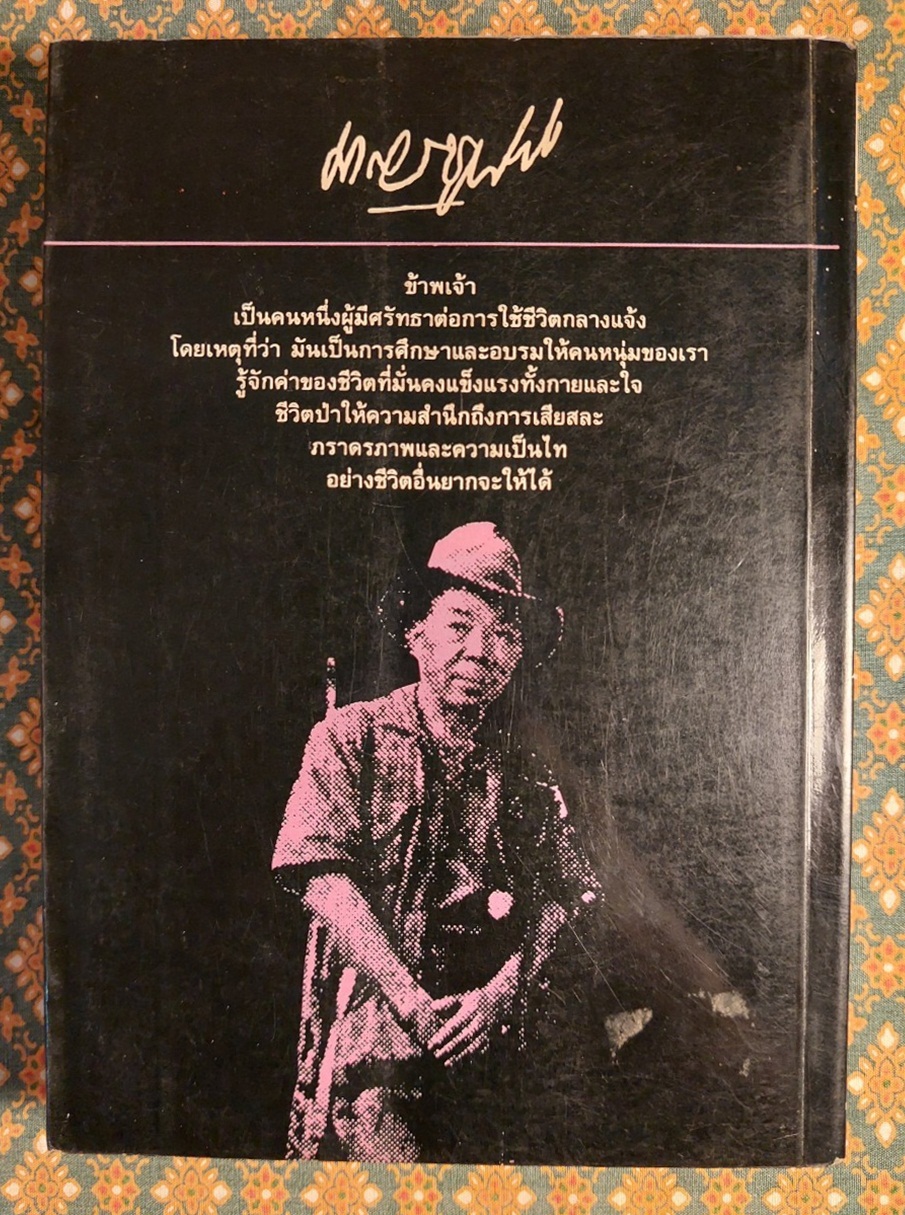 ข้าพเจ้า
เป็นคนหนึ่งผู้มีศรัทธาต่อการใช้ชีวิตกลางแจ้ง
โดยเหตุที่ว่า มันเป็นการศึกษาและอบรมให้คนหนุ่มของเรา
รู้จักค่าของชีวิตที่มั่นคงแข็งแรงทั้งกายและใจ
ชีวิตป่าให้ความสำนึกถึงการเสียสละ
ภราดรภาพและความเป็นไท
อย่างชีวิตอื่นยากจะให้ได้